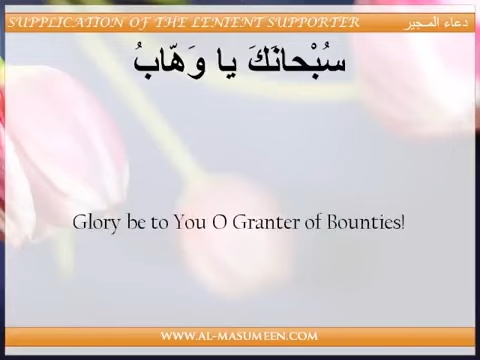 SUPPLICATION OF THE LENIENT SUPPORTER دعاء المـجير
سُبْحانَكَ يا وَهّابُ
Glory be to You O Granter of Bounties!
WWW.AL-MASUMEEN.COM